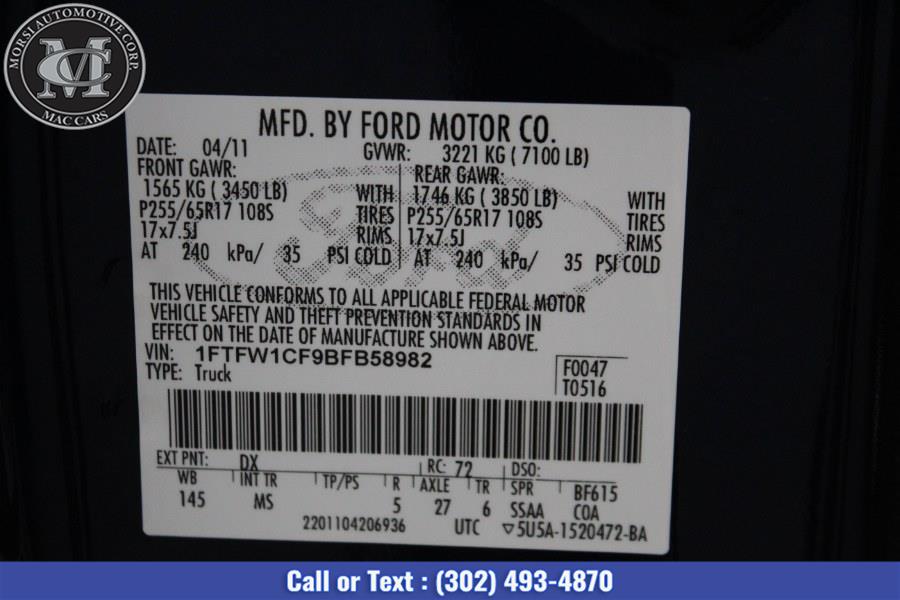 MORSI AUTOMOTIVE CORP.
MC
MAC CARS
MFD. BY FORD MOTOR CO.
DATE: 04/11 GVWR: 3221 KG ( 7100 LB)
FRONT GAWR: REAR GAWR:
1565 KG ( 3450 LB) WITH 1746 KG ( 3850 LB) WITH
P255/65R17 108S TIRES P255/65R17 108S TIRES
17x7.5J RIMS 17x7.5J RIMS
AT 240 kPa/ 35 PSI COLD AT 240 kPa/ 35 PSI COLD
Ford
THIS VEHICLE CONFORMS TO ALL APPLICABLE FEDERAL MOTOR
VEHICLE SAFETY AND THEFT PREVENTION STANDARDS IN
EFFECT ON THE DATE OF MANUFACTURE SHOWN ABOVE.
VIN: 1FTFW1CF9BFB58982 F0047
TYPE: Truck T0516
EXT PNT: DX RC: 72 DSO:
WB INT TR TP/PS R AXLE TR SPR BF615
145 MS 5 27 6 SSAA COA
2201104206936 UTC ▽5U5A-1520472-BA
Call or Text : (302) 493-4870